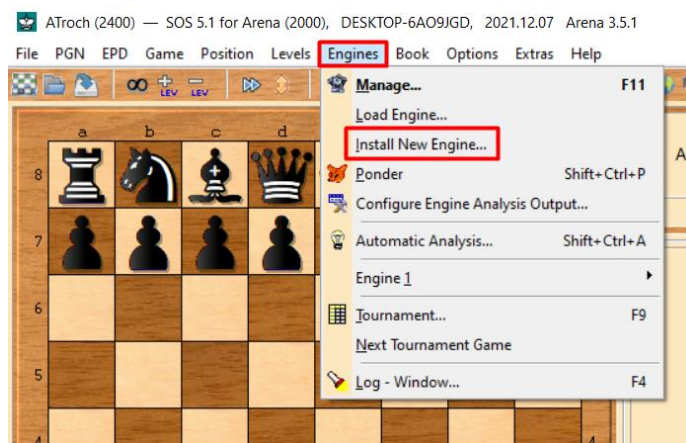 ATroch (2400) — SOS 5.1 for Arena (2000), DESKTOP-6AO9JGD, 2021.12.07 Arena 3.5.1
File PGN EPD Game Position Levels Engines Book Options Extras Help
LEV LEV
Manage... F11
Load Engine...
Install New Engine...
Ponder Shift+Ctrl+P
Configure Engine Analysis Output...
Automatic Analysis... Shift+Ctrl+A
Engine 1
Tournament... F9
Next Tournament Game
Log - Window... F4
a b c d
8
7
6
5
4 4
A